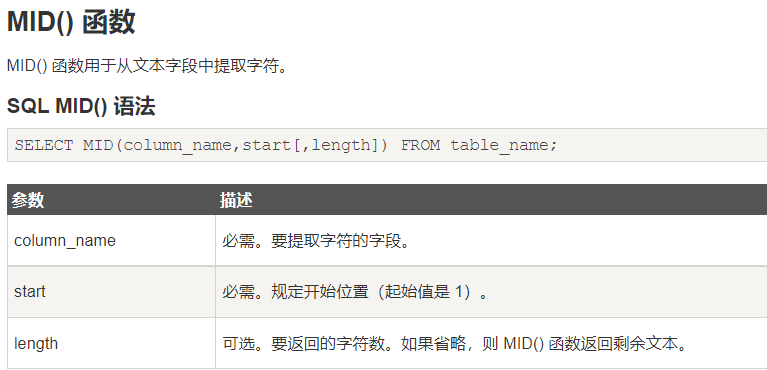 MID() 函数
MID() 函数用于从文本字段中提取字符。
SQL MID() 语法
SELECT MID(column_name,start[,length]) FROM table_name;
参数 描述
column_name 必需。要提取字符的字段。
start 必需。规定开始位置（起始值是 1）。
length 可选。要返回的字符数。如果省略，则 MID() 函数返回剩余文本。